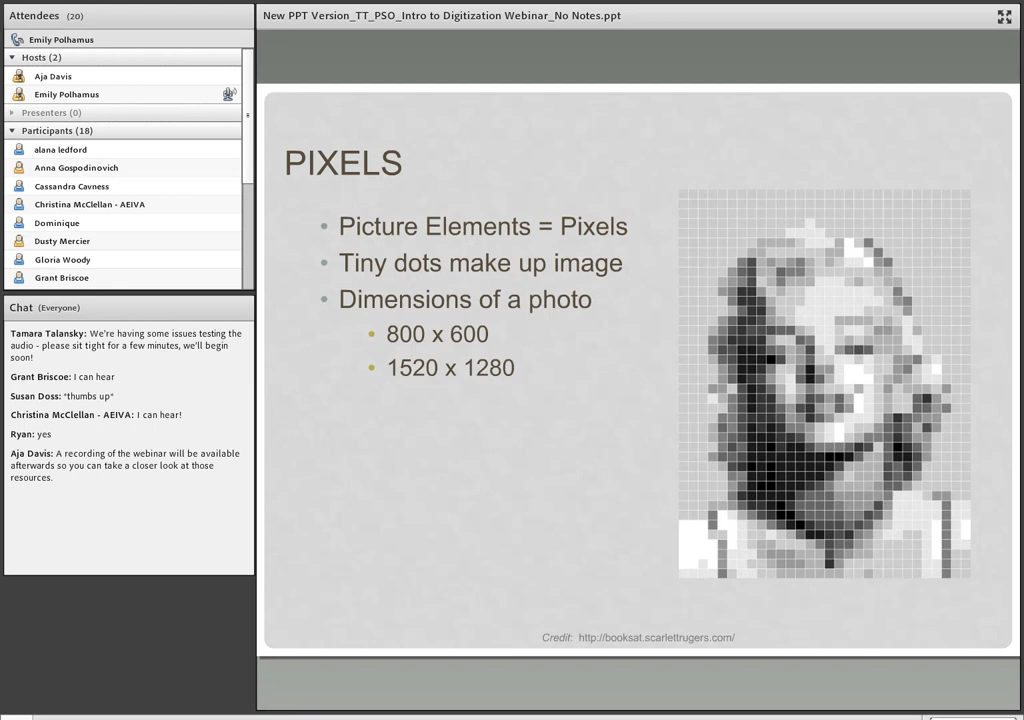 Attendees (20)
Emily Polhamus
Hosts (2)
Aja Davis
Emily Polhamus
Presenters (0)
Participants (18)
alana ledford
Anna Gospodinovich
Cassandra Cavness
Christina McClellan - AEIVA
Dominique
Dusty Mercier
Gloria Woody
Grant Briscoe
Chat (Everyone)
Tamara Talansky: We're having some issues testing the
audio - please sit tight for a few minutes, we'll begin
soon!
Grant Briscoe: I can hear
Susan Doss: *thumbs up*
Christina McClellan - AEIVA: I can hear!
Ryan: yes
Aja Davis: A recording of the webinar will be available
afterwards so you can take a closer look at those
resources.
New PPT Version_TT_PSO_Intro to Digitization Webinar_No Notes.ppt
PIXELS
• Picture Elements = Pixels
• Tiny dots make up image
• Dimensions of a photo
• 800 x 600
• 1520 x 1280
Credit: http://booksat.scarlettrugers.com/